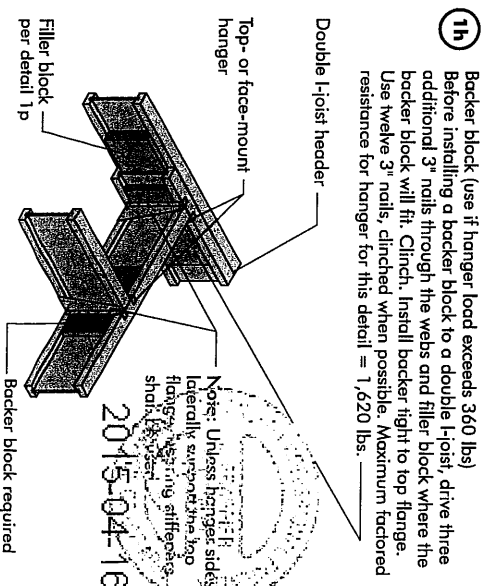 1h
Backer block (use if hanger load exceeds 360 lbs)
Before installing a backer block to a double I-joist, drive three
additional 3" nails through the webs and filler block where the
backer block will fit. Clinch. Install backer tight to top flange.
Use twelve 3" nails, clinched when possible. Maximum factored
resistance for hanger for this detail = 1,620 lbs.
Double I-joist header
Top- or face-mount
hanger
Filler block
per detail 1p
Note: Unless hanger sides
laterally support the top
flange, bearing stiffeners
shall be used.
2015-04-16
Backer block required